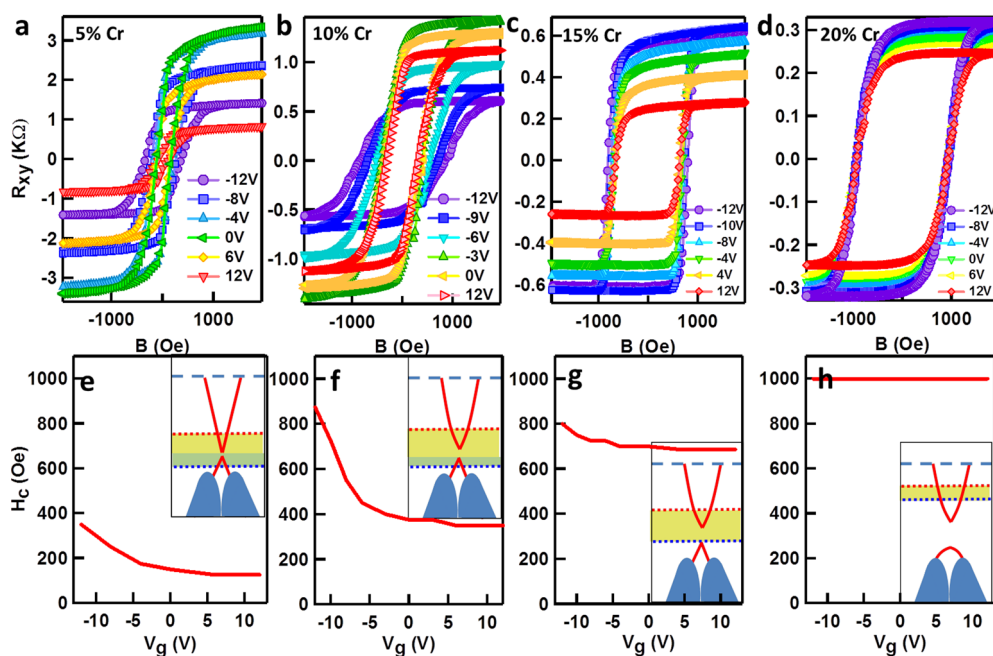 a 5% Cr
3
2
1
0
-1
-2
-3
Rxy (KΩ)
-12V
-8V
-4V
0V
6V
12V
-1000 1000
B (Oe)
b 10% Cr
1.0
0.5
0.0
-0.5
-1.0
-12V
-9V
-6V
-3V
0V
12V
-1000 1000
B (Oe)
c 15% Cr
0.6
0.4
0.2
0.0
-0.2
-0.4
-0.6
-12V
-10V
-8V
-4V
4V
12V
-1000 1000
B (Oe)
d 20% Cr
0.3
0.2
0.0
-0.2
-0.3
-12V
-8V
-4V
0V
6V
12V
-1000 1000
B (Oe)
e
1000
800
600
400
200
0
HC (Oe)
-10 -5 0 5 10
Vg (V)
f
1000
800
600
400
200
0
-10 -5 0 5 10
Vg (V)
g
1000
800
600
400
200
0
-10 -5 0 5 10
Vg (V)
h
1000
800
600
400
200
0
-10 -5 0 5 10
Vg (V)